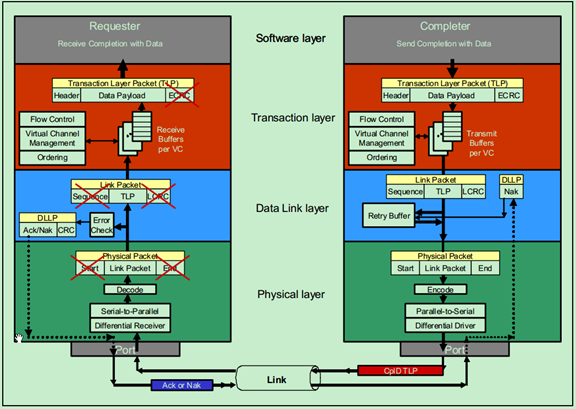 Requester
Receive Completion with Data
Software layer
Completer
Send Completion with Data
Transaction Layer Packet (TLP)
Header Data Payload ECRC
Flow Control
Virtual Channel
Management
Ordering
Receive
Buffers
per VC
Transaction layer
Transaction Layer Packet (TLP)
Header Data Payload ECRC
Flow Control
Virtual Channel
Management
Ordering
Transmit
Buffers
per VC
Link Packet
Sequence TLP LCRC
DLLP
Ack/Nak CRC
Error
Check
Data Link layer
Link Packet
Sequence TLP LCRC
DLLP
Nak
Retry Buffer
Physical Packet
Start Link Packet End
Decode
Serial-to-Parallel
Differential Receiver
Port
Physical layer
Physical Packet
Start Link Packet End
Encode
Parallel-to-Serial
Differential Driver
Port
Link
CplD TLP
Ack or Nak